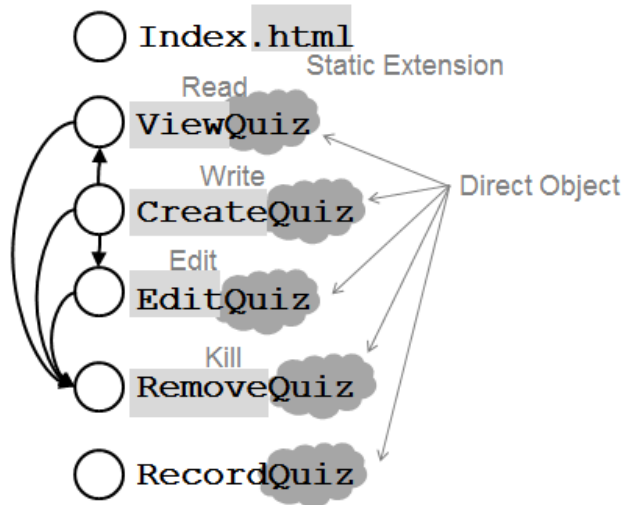 Index.html
Static Extension
Read
ViewQuiz
Write
CreateQuiz
Direct Object
Edit
EditQuiz
Kill
RemoveQuiz
RecordQuiz